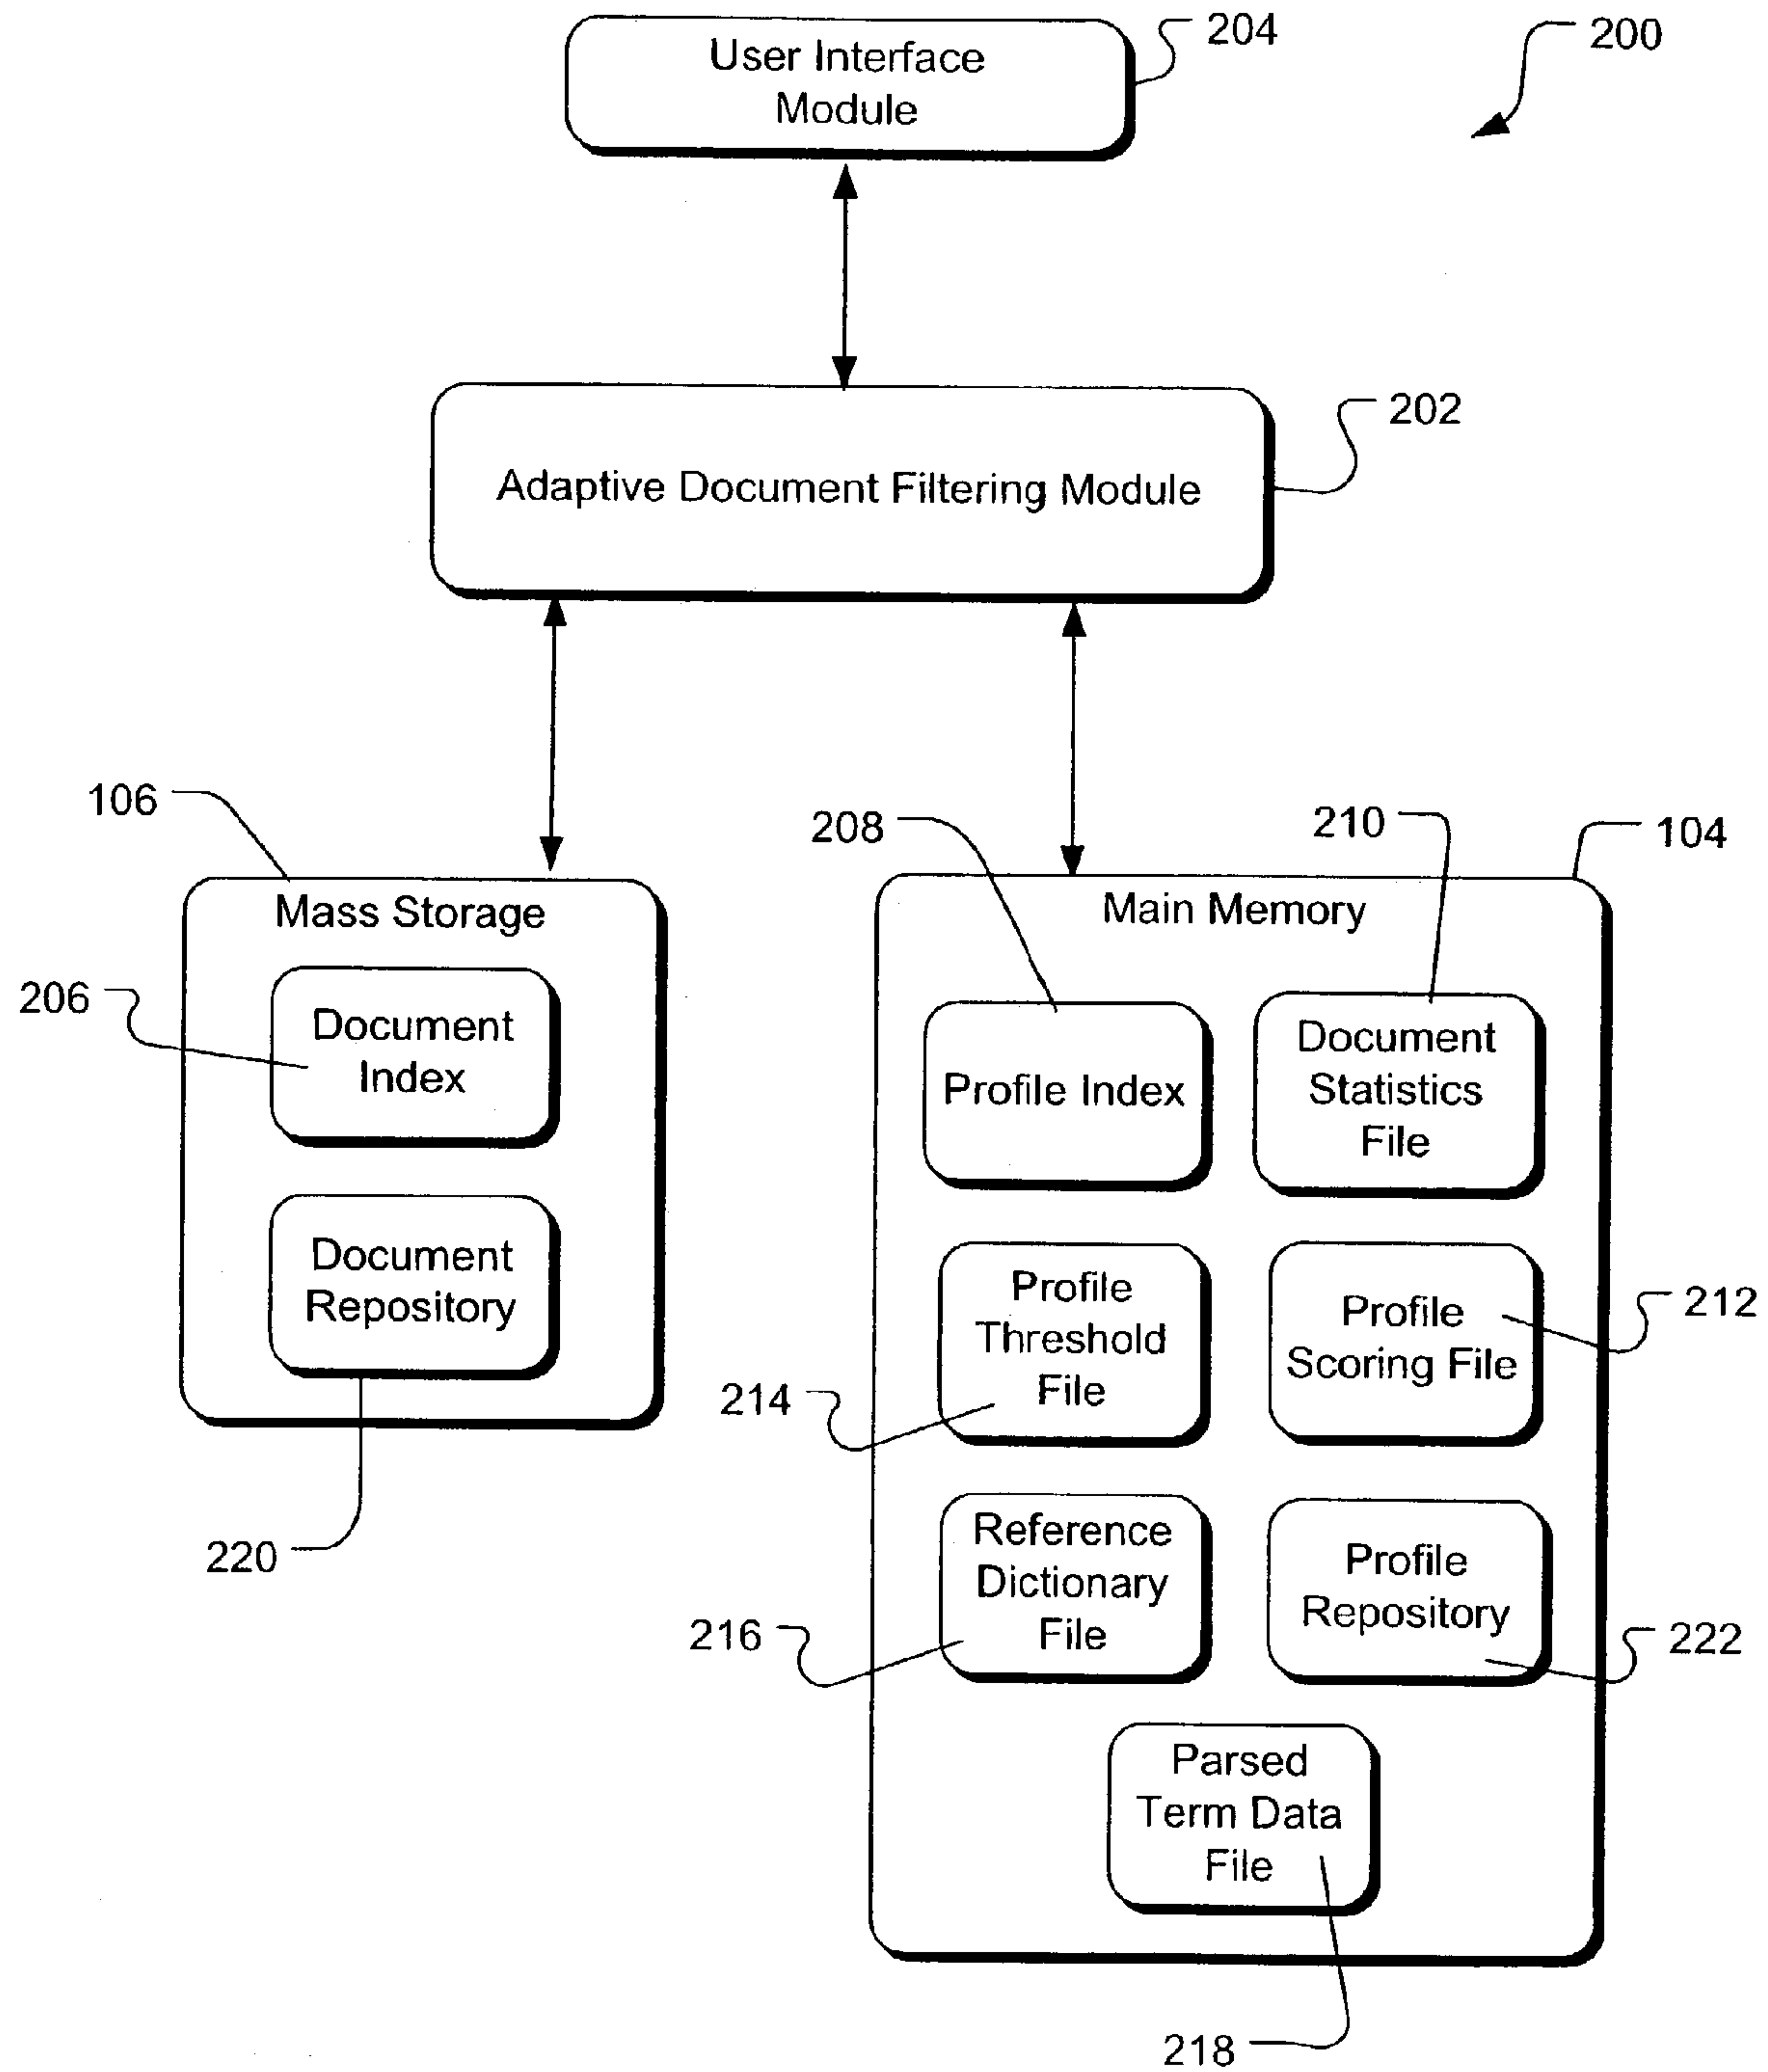 204
200
User Interface
Module
202
Adaptive Document Filtering Module
106
208
210
104
Mass Storage
Main Memory
206
Document
Index
Profile Index
Document
Statistics
File
Document
Repository
Profile
Threshold
File
Profile
Scoring File
212
214
220
Reference
Dictionary
File
Profile
Repository
216
222
Parsed
Term Data
File
218